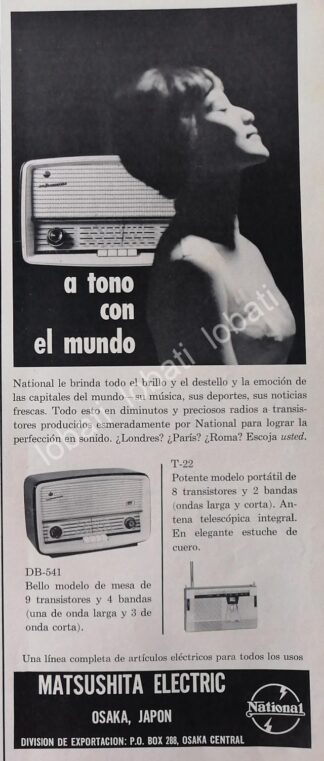 a tono
con
el mundo
National le brinda todo el brillo y el destello y la emoción de
las capitales del mundo—su música, sus deportes, sus noticias
frescas. Todo esto en diminutos y preciosos radios a transis-
tores producidos esmeradamente por National para lograr la
perfección en sonido. ¿Londres? ¿París? ¿Roma? Escoja usted.
T-22
Potente modelo portátil de
8 transistores y 2 bandas
(ondas larga y corta). An-
tena telescópica integral.
En elegante estuche de
cuero.
DB-541
Bello modelo de mesa de
9 transistores y 4 bandas
(una de onda larga y 3 de
onda corta).
Una línea completa de artículos eléctricos para todos los usos
MATSUSHITA ELECTRIC
OSAKA, JAPON
DIVISION DE EXPORTACION: P.O. BOX 288, OSAKA CENTRAL
National
lobati lobati lobati lobati